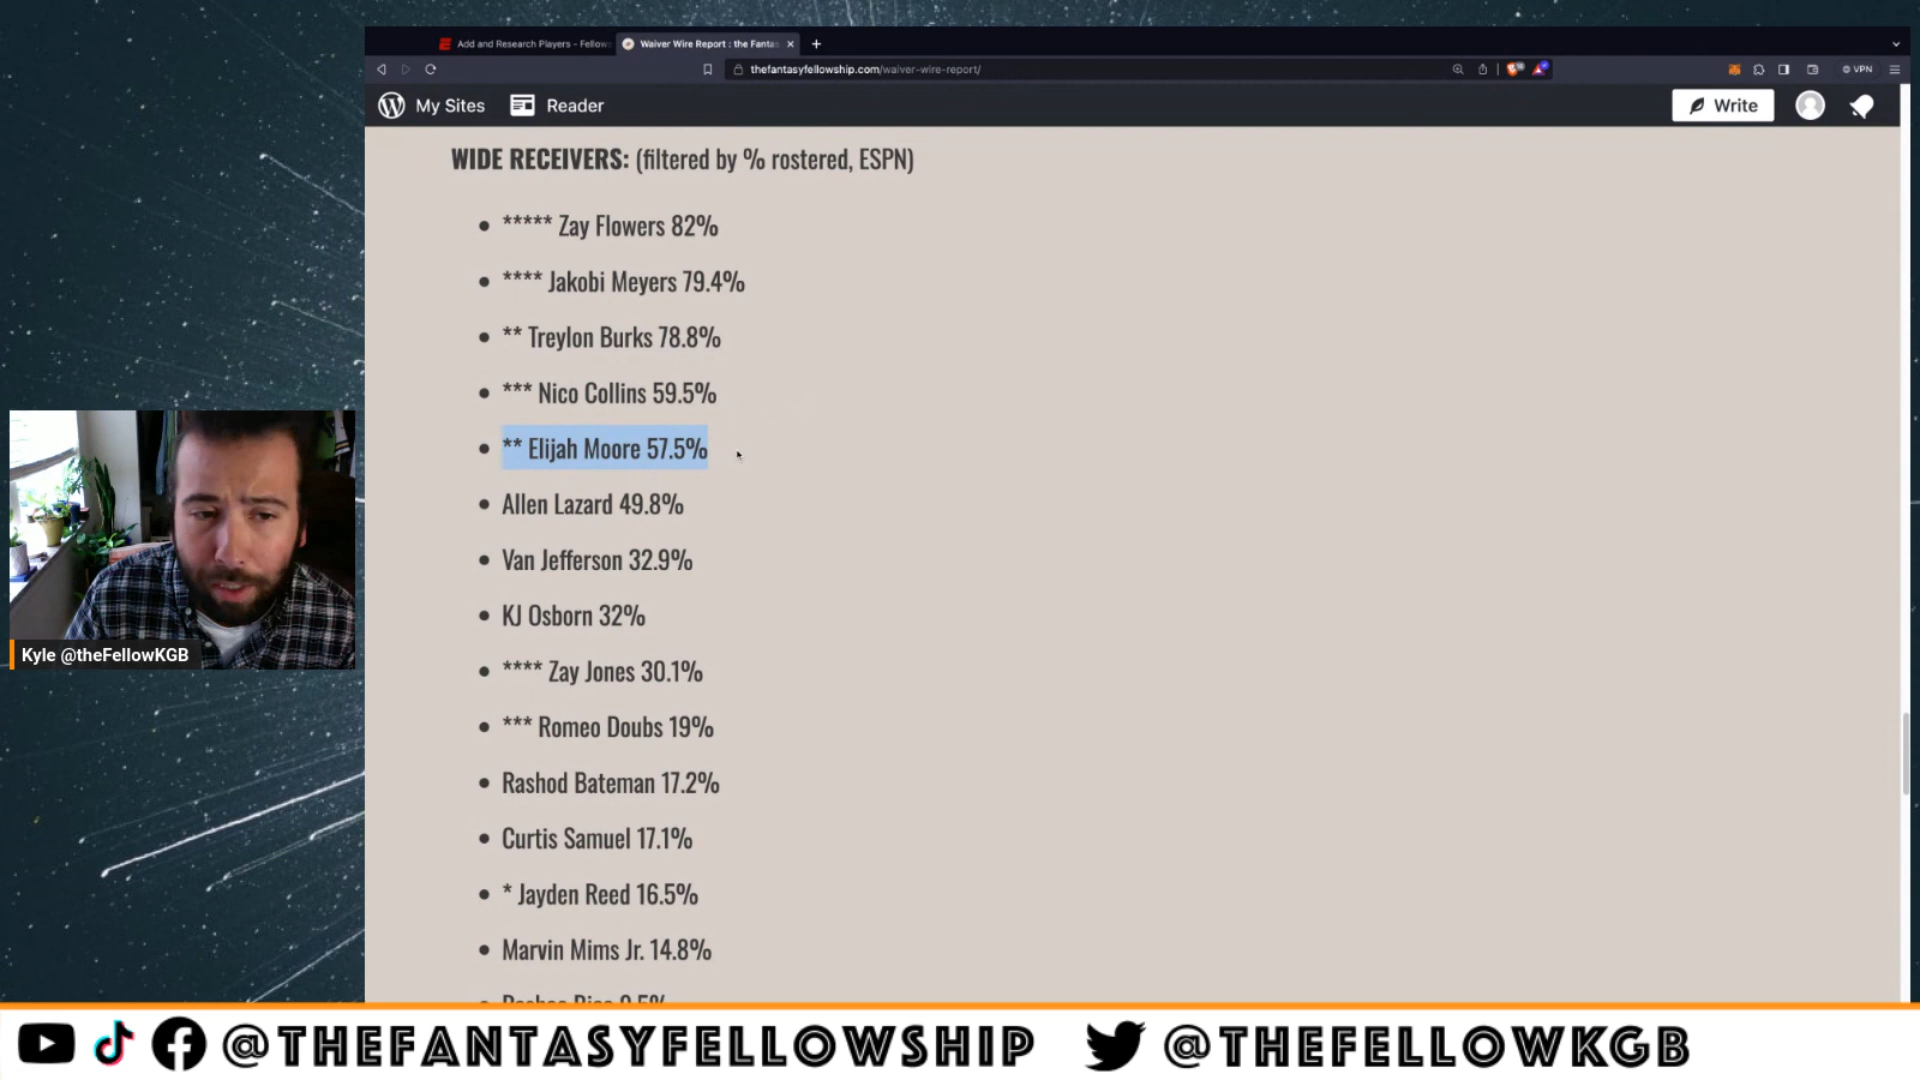 Add and Research Players - Fellow
Waiver Wire Report : the Fanta
thefantasyfellowship.com/waiver-wire-report/
VPN
My Sites
Reader
Write
WIDE RECEIVERS: (filtered by % rostered, ESPN)
***** Zay Flowers 82%
**** Jakobi Meyers 79.4%
** Treylon Burks 78.8%
*** Nico Collins 59.5%
** Elijah Moore 57.5%
Allen Lazard 49.8%
Van Jefferson 32.9%
KJ Osborn 32%
**** Zay Jones 30.1%
*** Romeo Doubs 19%
Rashod Bateman 17.2%
Curtis Samuel 17.1%
* Jayden Reed 16.5%
Marvin Mims Jr. 14.8%
Kyle @theFellowKGB
@THEFANTASYFELLOWSHIP
@THEFELLOWKGB